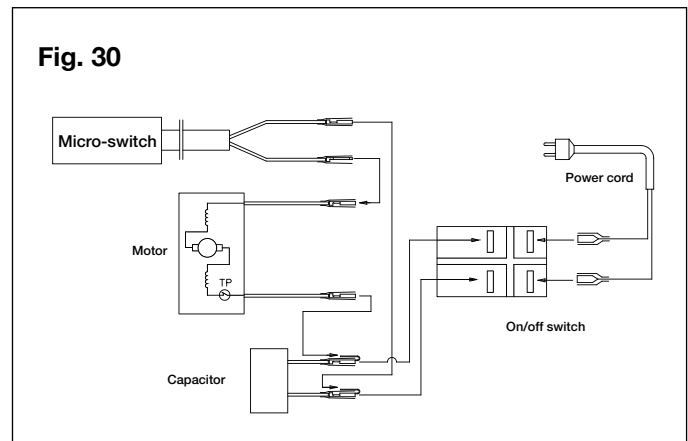 Fig. 30
Micro-switch
Power cord
Motor
TP
On/off switch
Capacitor